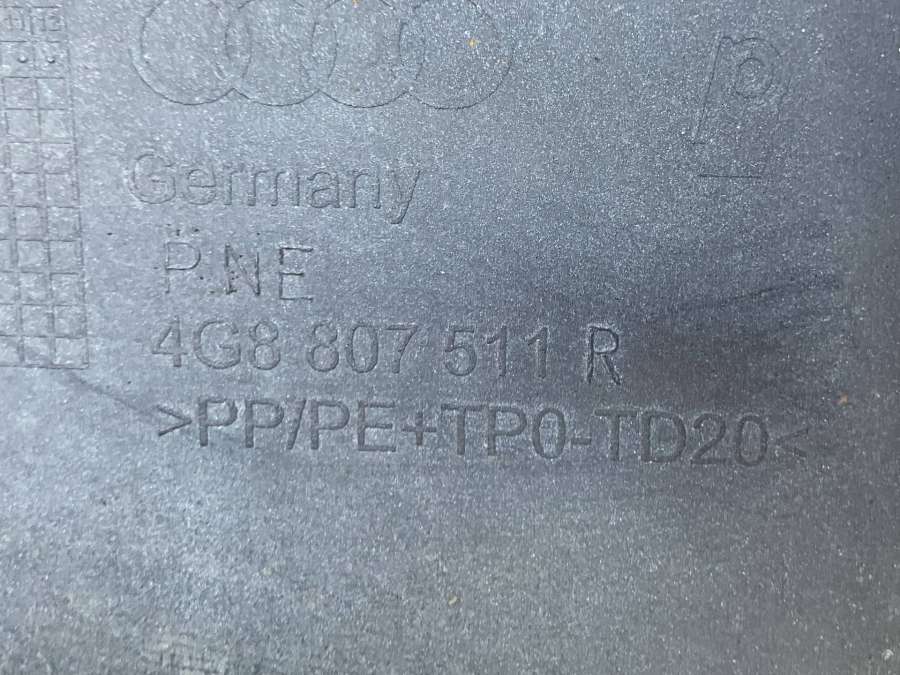 Germany
P.NE
4G8 807 511 R
>PP/PE+TP0-TD20<